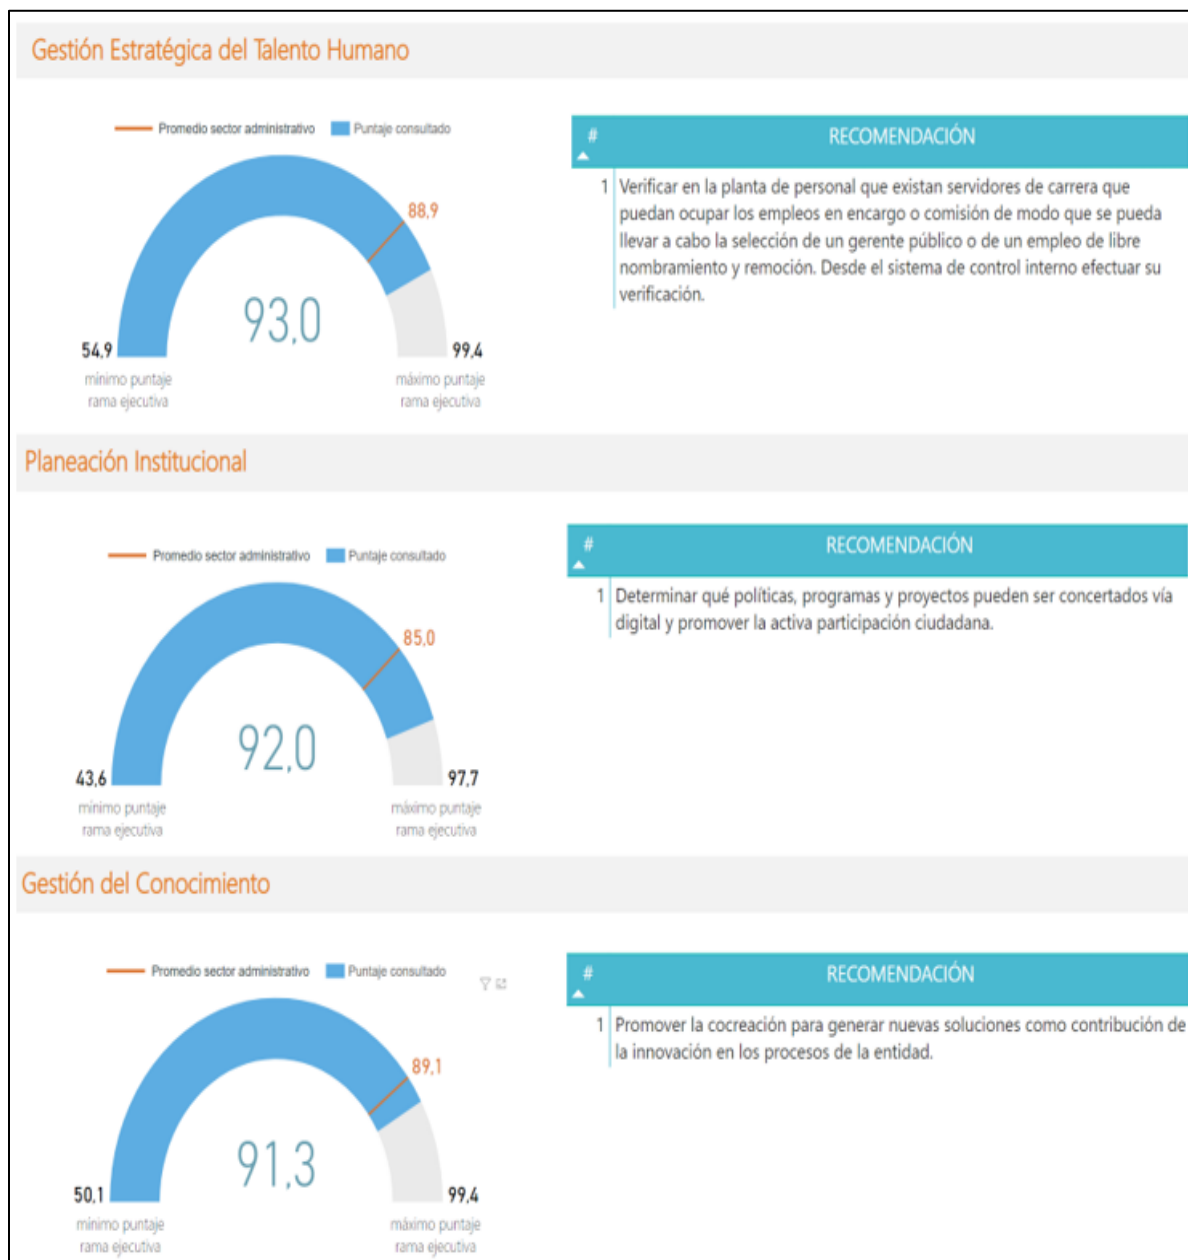 Gestión Estratégica del Talento Humano
Promedio sector administrativo
Puntaje consultado
88,9
93,0
54,9
99,4
mínimo puntaje
rama ejecutiva
máximo puntaje
rama ejecutiva
# RECOMENDACIÓN
1 Verificar en la planta de personal que existan servidores de carrera que
puedan ocupar los empleos en encargo o comisión de modo que se pueda
llevar a cabo la selección de un gerente público o de un empleo de libre
nombramiento y remoción. Desde el sistema de control interno efectuar su
verificación.
Planeación Institucional
Promedio sector administrativo
Puntaje consultado
85,0
92,0
43,6
97,7
mínimo puntaje
rama ejecutiva
máximo puntaje
rama ejecutiva
# RECOMENDACIÓN
1 Determinar qué políticas, programas y proyectos pueden ser concertados vía
digital y promover la activa participación ciudadana.
Gestión del Conocimiento
Promedio sector administrativo
Puntaje consultado
89,1
91,3
50,1
99,4
mínimo puntaje
rama ejecutiva
máximo puntaje
rama ejecutiva
# RECOMENDACIÓN
1 Promover la cocreación para generar nuevas soluciones como contribución de
la innovación en los procesos de la entidad.